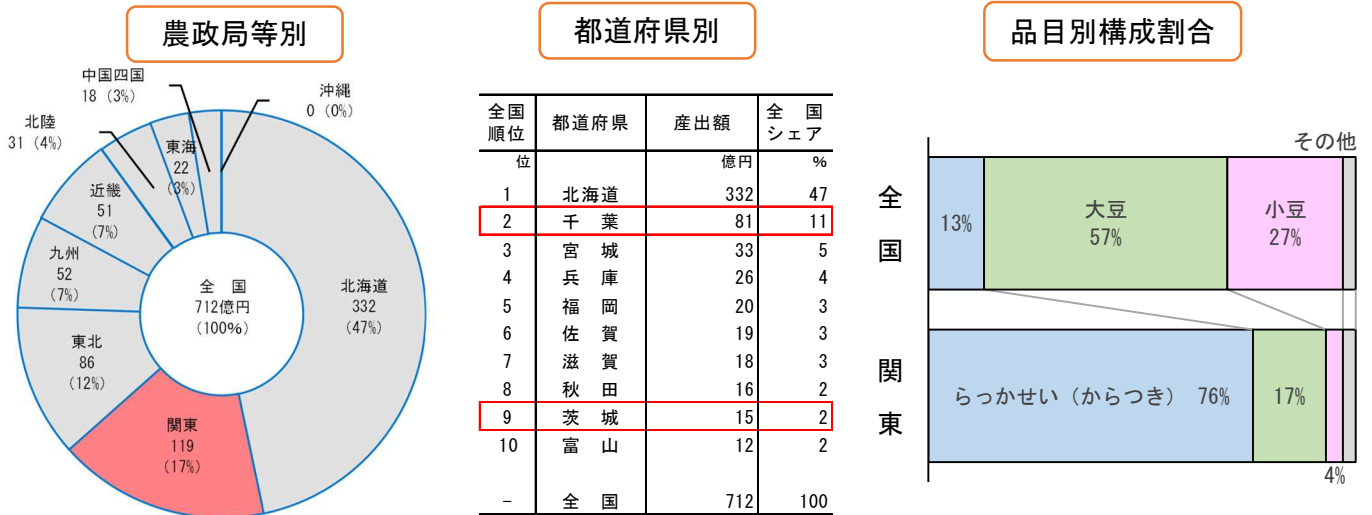 農政局等別
中国四国
18 (3%)
沖縄
0 (0%)
北陸
31 (4%)
東海
22
(3%)
近畿
51
(7%)
九州
52
(7%)
全 国
712億円
(100%)
北海道
332
(47%)
東北
86
(12%)
関東
119
(17%)
都道府県別
全国順位 都道府県 産出額 全国シェア
位 億円 %
1 北海道 332 47
2 千 葉 81 11
3 宮 城 33 5
4 兵 庫 26 4
5 福 岡 20 3
6 佐 賀 19 3
7 滋 賀 18 3
8 秋 田 16 2
9 茨 城 15 2
10 富 山 12 2
- 全 国 712 100
品目別構成割合
その他
全国
13%
大豆
57%
小豆
27%
関東
らっかせい(からつき) 76%
17%
4%